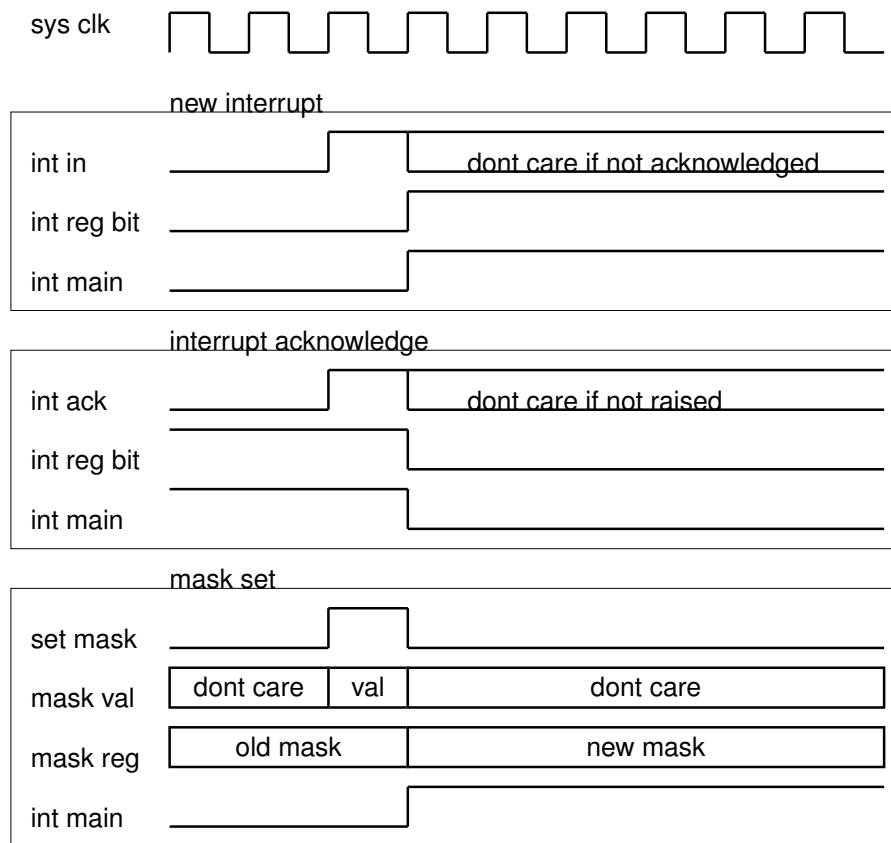 sys clk
new interrupt
int in
dont care if not acknowledged
int reg bit
int main
interrupt acknowledge
int ack
dont care if not raised
int reg bit
int main
mask set
set mask
mask val
dont care
val
dont care
mask reg
old mask
new mask
int main